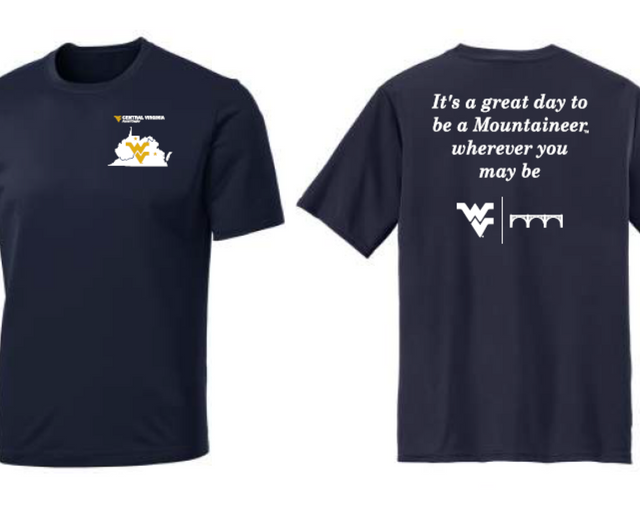 CENTRAL VIRGINIA
It's a great day to
be a Mountaineer,
wherever you
may be